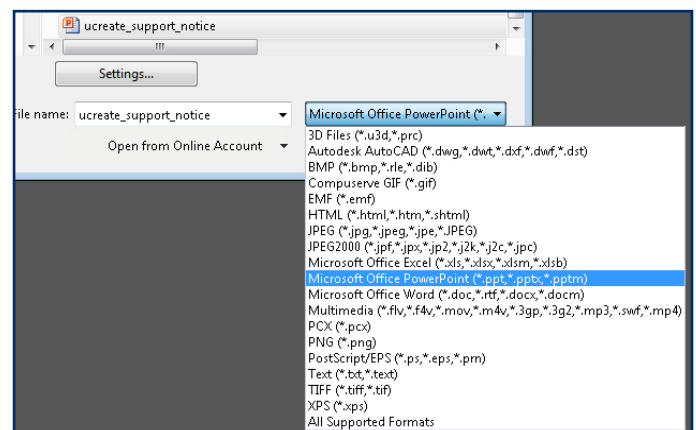 ucreate_support_notice
Settings...
File name: ucreate_support_notice Microsoft Office PowerPoint (*.
Open from Online Account
3D Files (*.u3d,*.prc)
Autodesk AutoCAD (*.dwg,*.dwt,*.dxf,*.dwf,*.dst)
BMP (*.bmp,*.rle,*.dib)
Compuserve GIF (*.gif)
EMF (*.emf)
HTML (*.html,*.htm,*.shtml)
JPEG (*.jpg,*.jpeg,*.jpe,*.JPEG)
JPEG2000 (*.jpf,*.jpx,*.jp2,*.j2k,*.j2c,*.jpc)
Microsoft Office Excel (*.xls,*.xlsx,*.xlsm,*.xlsb)
Microsoft Office PowerPoint (*.ppt,*.pptx,*.pptm)
Microsoft Office Word (*.doc,*.rtf,*.docx,*.docm)
Multimedia (*.flv,*.f4v,*.mov,*.m4v,*.3gp,*.3g2,*.mp3,*.swf,*.mp4)
PCX (*.pcx)
PNG (*.png)
PostScript/EPS (*.ps,*.eps,*.prn)
Text (*.txt,*.text)
TIFF (*.tiff,*.tif)
XPS (*.xps)
All Supported Formats